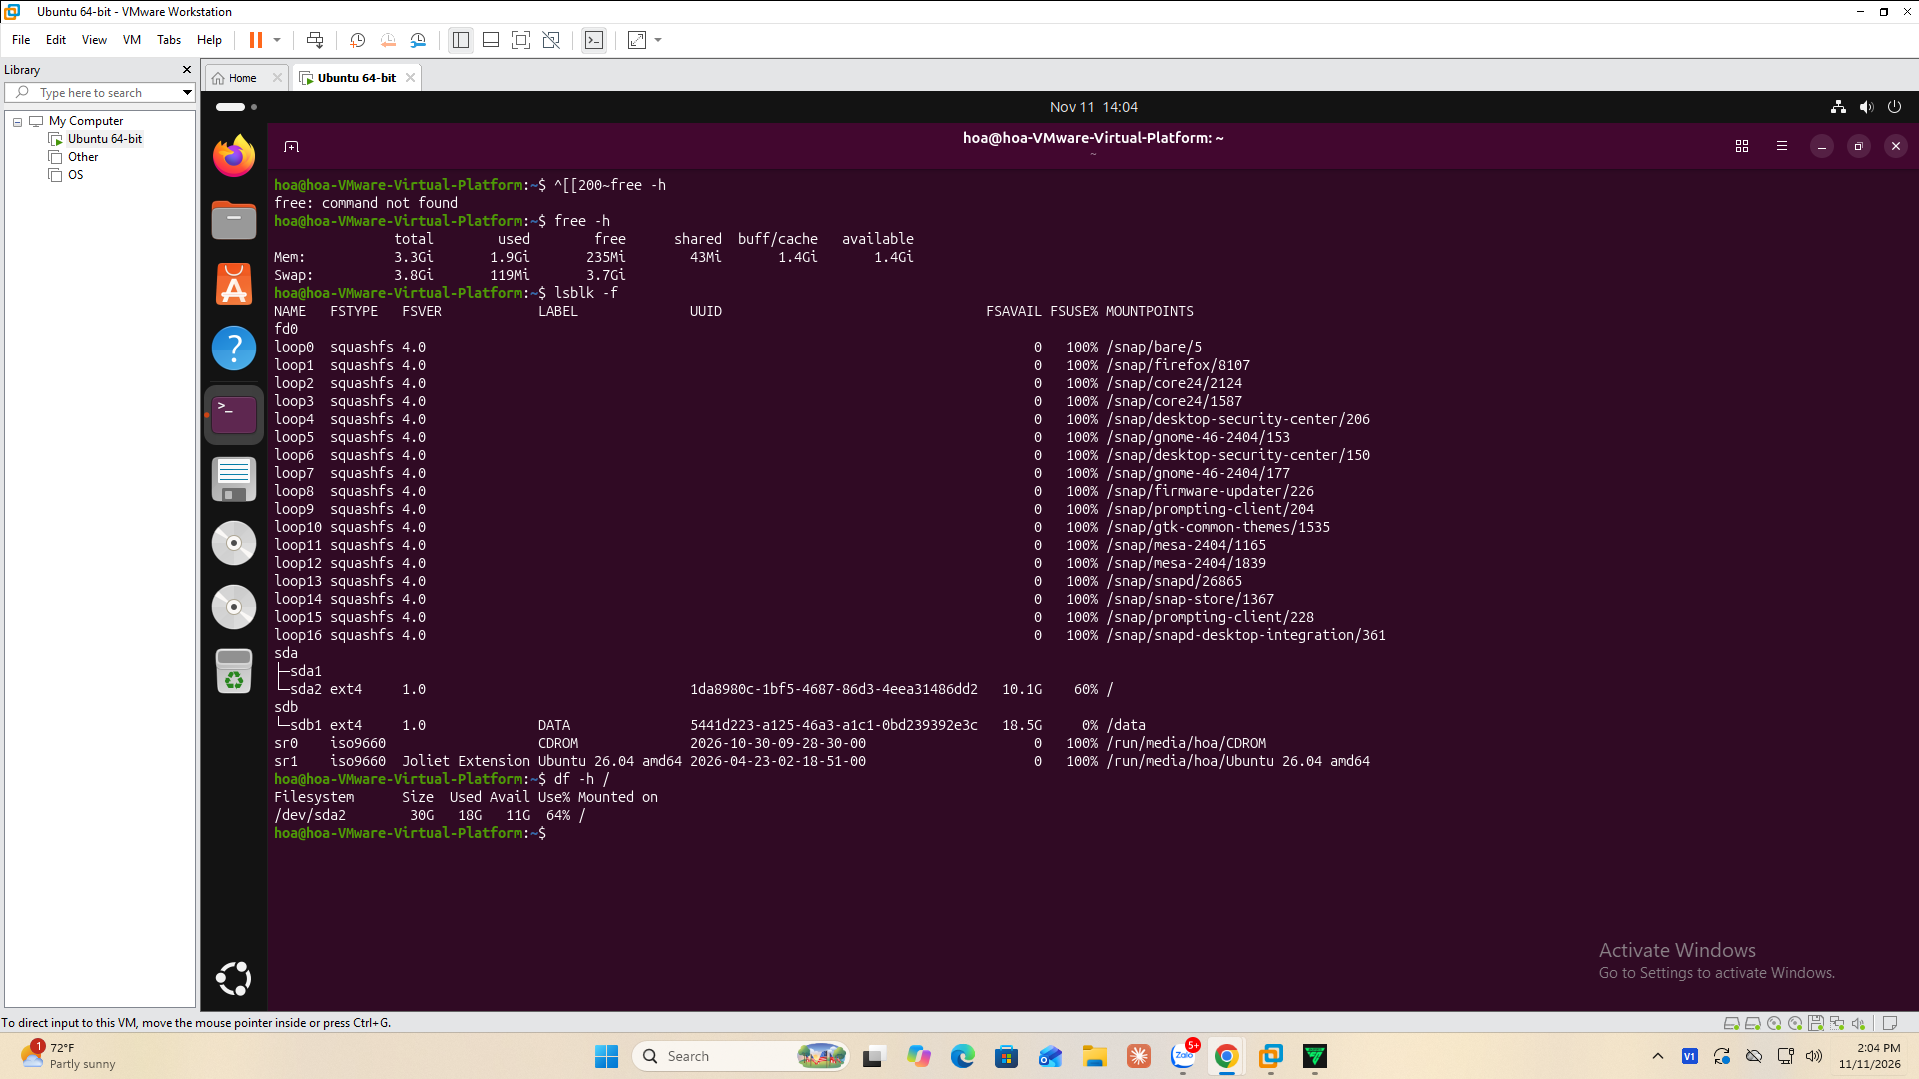 Ubuntu 64-bit - VMware Workstation
File Edit View VM Tabs Help
Library
Home
Ubuntu 64-bit
Type here to search
My Computer
Ubuntu 64-bit
Other
OS
Nov 11 14:04
hoa@hoa-VMware-Virtual-Platform: ~
~
hoa@hoa-VMware-Virtual-Platform:~$ ^[[200~free -h
free: command not found
hoa@hoa-VMware-Virtual-Platform:~$ free -h
total used free shared buff/cache available
Mem: 3.3Gi 1.9Gi 235Mi 43Mi 1.4Gi 1.4Gi
Swap: 3.8Gi 119Mi 3.7Gi
hoa@hoa-VMware-Virtual-Platform:~$ lsblk -f
NAME FSTYPE FSVER LABEL UUID FSAVAIL FSUSE% MOUNTPOINTS
fd0
loop0 squashfs 4.0 0 100% /snap/bare/5
loop1 squashfs 4.0 0 100% /snap/firefox/8107
loop2 squashfs 4.0 0 100% /snap/core24/2124
loop3 squashfs 4.0 0 100% /snap/core24/1587
loop4 squashfs 4.0 0 100% /snap/desktop-security-center/206
loop5 squashfs 4.0 0 100% /snap/gnome-46-2404/153
loop6 squashfs 4.0 0 100% /snap/desktop-security-center/150
loop7 squashfs 4.0 0 100% /snap/gnome-46-2404/177
loop8 squashfs 4.0 0 100% /snap/firmware-updater/226
loop9 squashfs 4.0 0 100% /snap/prompting-client/204
loop10 squashfs 4.0 0 100% /snap/gtk-common-themes/1535
loop11 squashfs 4.0 0 100% /snap/mesa-2404/1165
loop12 squashfs 4.0 0 100% /snap/mesa-2404/1839
loop13 squashfs 4.0 0 100% /snap/snapd/26865
loop14 squashfs 4.0 0 100% /snap/snap-store/1367
loop15 squashfs 4.0 0 100% /snap/prompting-client/228
loop16 squashfs 4.0 0 100% /snap/snapd-desktop-integration/361
sda
├─sda1
└─sda2 ext4 1.0 1da8980c-1bf5-4687-86d3-4eea31486dd2 10.1G 60% /
sdb
└─sdb1 ext4 1.0 DATA 5441d223-a125-46a3-a1c1-0bd239392e3c 18.5G 0% /data
sr0 iso9660 CDROM 2026-10-30-09-28-30-00 0 100% /run/media/hoa/CDROM
sr1 iso9660 Joliet Extension Ubuntu 26.04 amd64 2026-04-23-02-18-51-00 0 100% /run/media/hoa/Ubuntu 26.04 amd64
hoa@hoa-VMware-Virtual-Platform:~$ df -h /
Filesystem Size Used Avail Use% Mounted on
/dev/sda2 30G 18G 11G 64% /
hoa@hoa-VMware-Virtual-Platform:~$
Activate Windows
Go to Settings to activate Windows.
To direct input to this VM, move the mouse pointer inside or press Ctrl+G.
1
72°F
Partly sunny
Search
Zalo
5+
V1
2:04 PM
11/11/2026